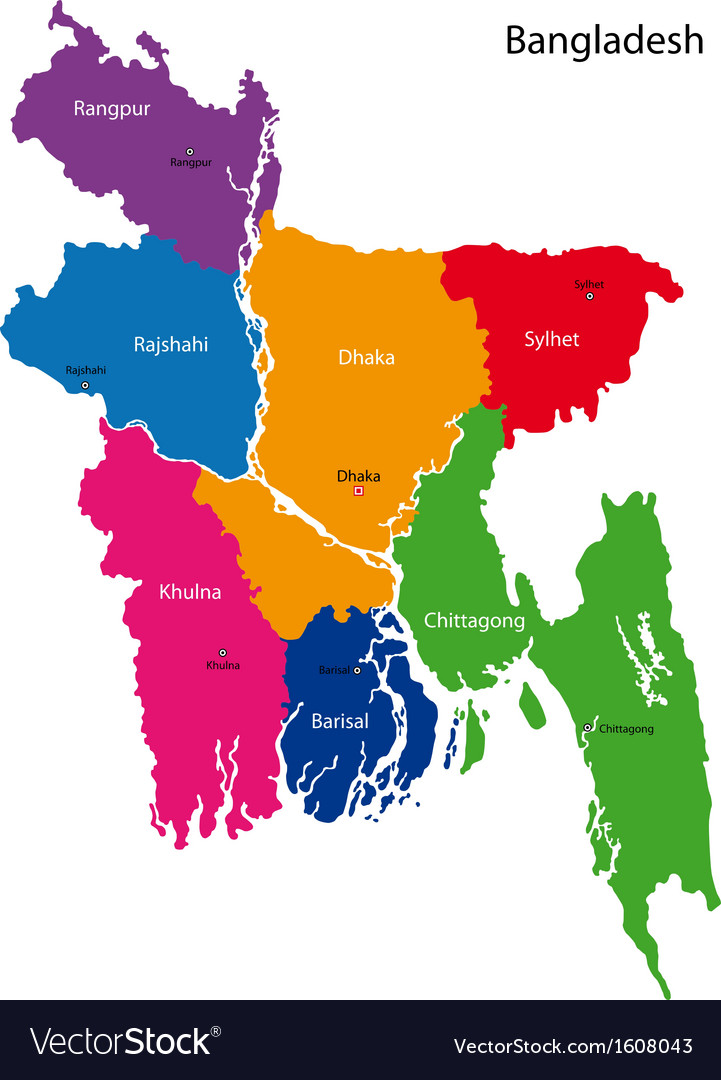 Bangladesh
Rangpur
Rangpur
Sylhet
Rajshahi
Dhaka
Sylhet
Rajshahi
Dhaka
Khulna
Chittagong
Khulna
Barisal
Barisal
Chittagong
VectorStock®
VectorStock.com/1608043